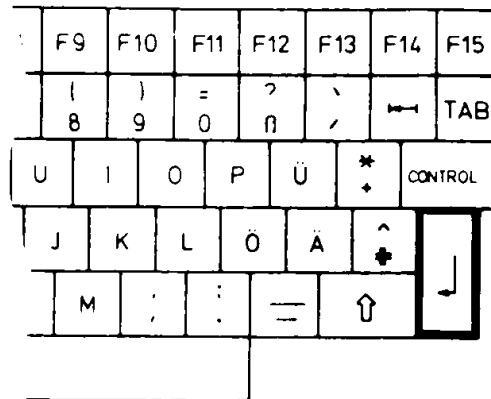 F9 F10 F11 F12 F13 F14 F15
( ) = ? `
8 9 0 ß ´ TAB
U I O P Ü * + CONTROL
J K L Ö Ä ^ #
M ; : _
, . –